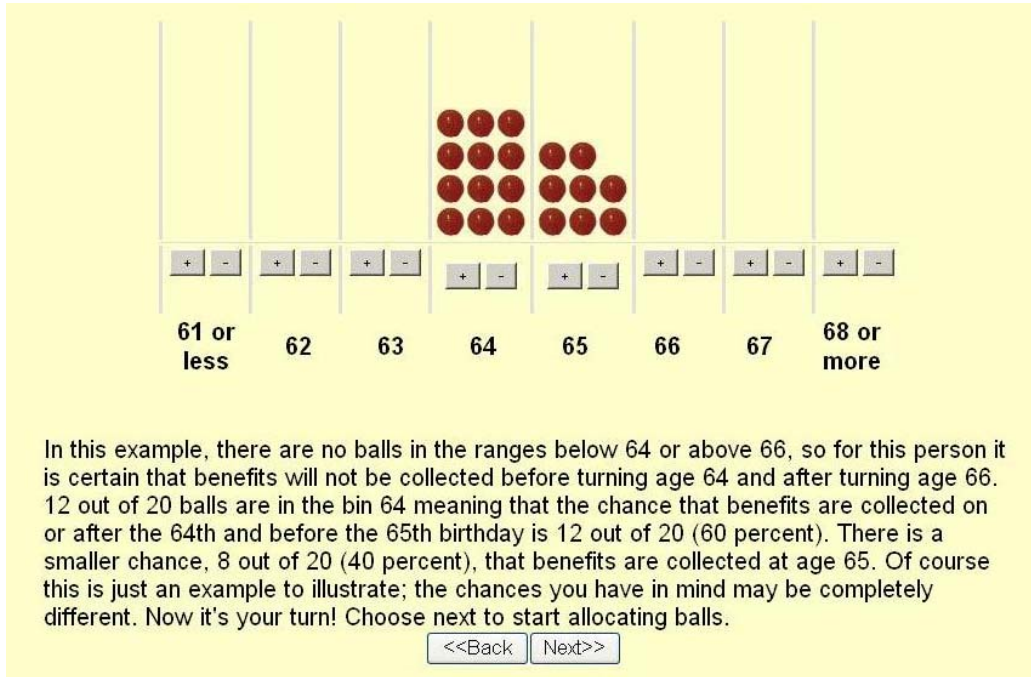 + - + - + - + - + - + - + - + -
61 or less 62 63 64 65 66 67 68 or more
In this example, there are no balls in the ranges below 64 or above 66, so for this person it
is certain that benefits will not be collected before turning age 64 and after turning age 66.
12 out of 20 balls are in the bin 64 meaning that the chance that benefits are collected on
or after the 64th and before the 65th birthday is 12 out of 20 (60 percent). There is a
smaller chance, 8 out of 20 (40 percent), that benefits are collected at age 65. Of course
this is just an example to illustrate; the chances you have in mind may be completely
different. Now it's your turn! Choose next to start allocating balls.
<<Back Next>>